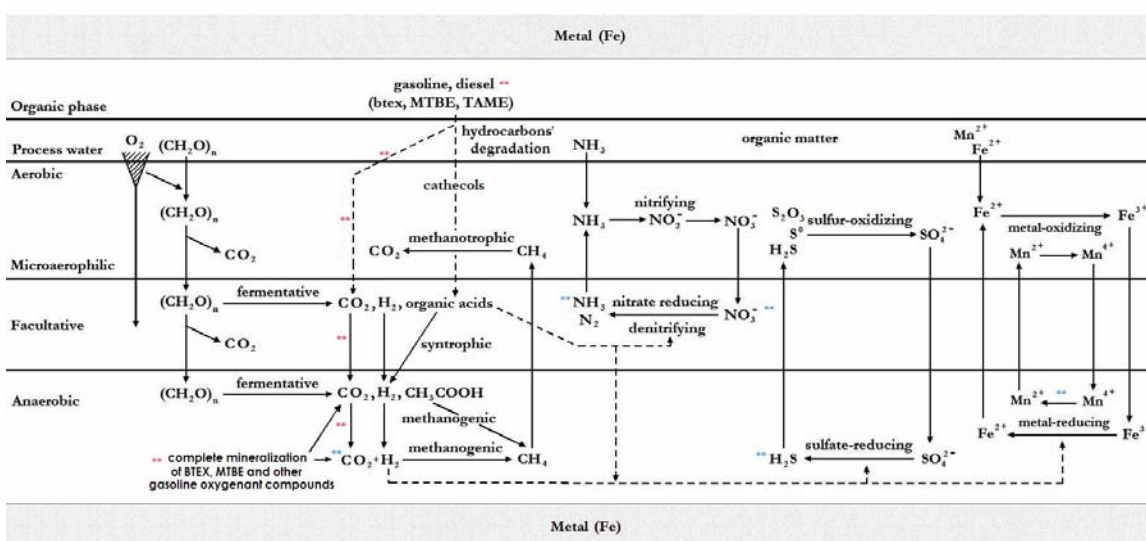 Metal (Fe)
gasoline, diesel **
(btex, MTBE, TAME)
Organic phase
hydrocarbons'
degradation
Process water
O₂
(CH₂O)ₙ
**
NH₃
organic matter
Mn²⁺
Fe²⁺
Aerobic
cathecols
(CH₂O)ₙ
**
NH₃
nitrifying
NO₂⁻
NO₃⁻
S₂O₃
S⁰
H₂S
sulfur-oxidizing
SO₄²⁻
Fe²⁺
Fe³⁺
metal-oxidizing
CO₂
CO₂
methanotrophic
CH₄
Mn²⁺
Mn⁴⁺
Microaerophilic
(CH₂O)ₙ
fermentative
CO₂, H₂, organic acids
** NH₃
N₂
nitrate reducing
denitrifying
NO₃⁻ **
Facultative
CO₂
**
syntrophic
Anaerobic
(CH₂O)ₙ
fermentative
CO₂, H₂, CH₃COOH
Mn²⁺
**
Mn⁴⁺
methanogenic
**
Fe²⁺
metal-reducing
Fe³
** complete mineralization
of BTEX, MTBE and other
gasoline oxygenant compounds
** CO₂+H₂
methanogenic
CH₄
** H₂S
sulfate-reducing
SO₄²⁻
Metal (Fe)